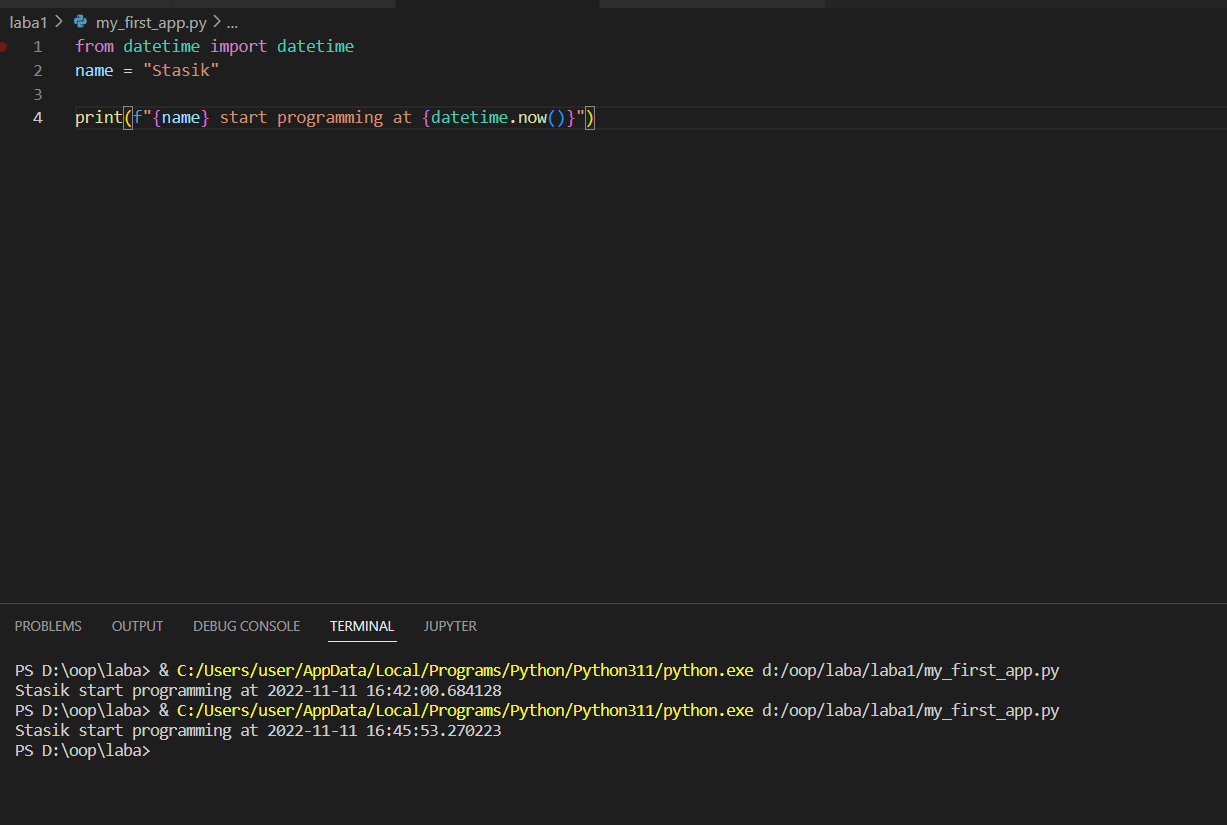 laba1 > my_first_app.py > ...
1 from datetime import datetime
2 name = "Stasik"
3
4 print(f"{name} start programming at {datetime.now()}")
PROBLEMS OUTPUT DEBUG CONSOLE TERMINAL JUPYTER
PS D:\oop\laba> & C:/Users/user/AppData/Local/Programs/Python/Python311/python.exe d:/oop/laba/laba1/my_first_app.py
Stasik start programming at 2022-11-11 16:42:00.684128
PS D:\oop\laba> & C:/Users/user/AppData/Local/Programs/Python/Python311/python.exe d:/oop/laba/laba1/my_first_app.py
Stasik start programming at 2022-11-11 16:45:53.270223
PS D:\oop\laba>